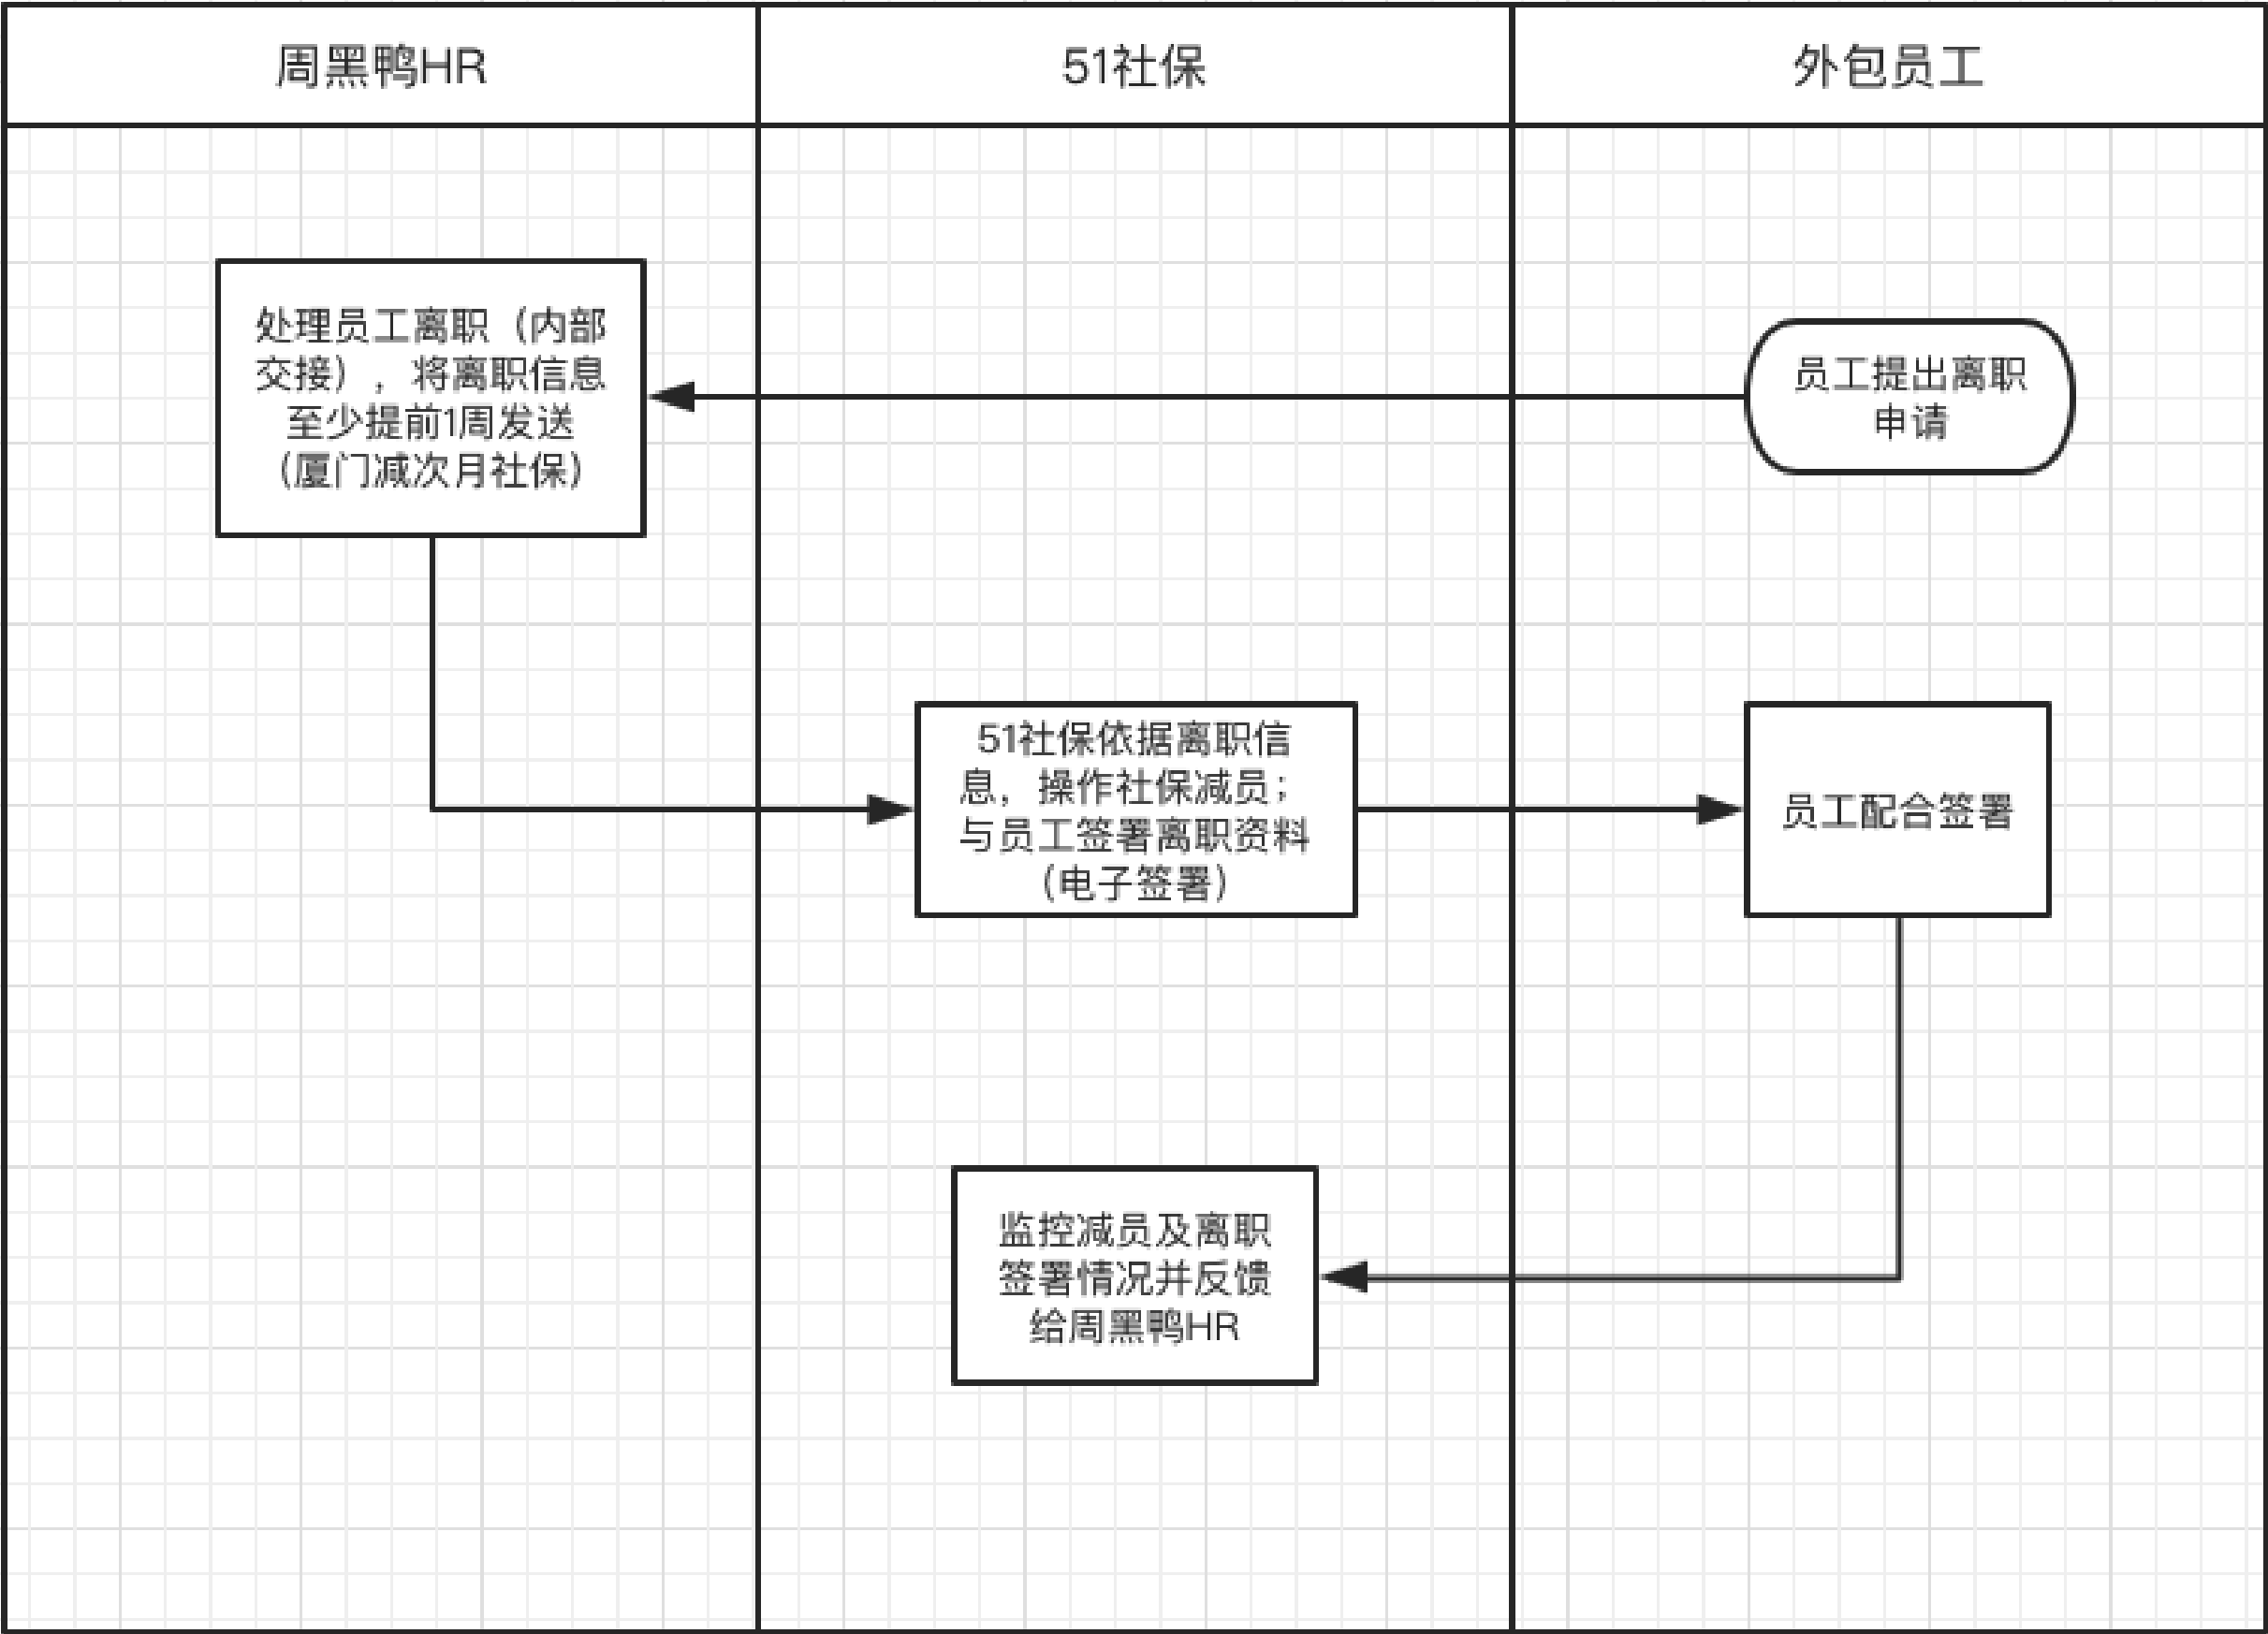 周黑鸭HR
51社保
外包员工
处理员工离职（内部
交接），将离职信息
至少提前1周发送
（厦门减次月社保）
员工提出离职
申请
51社保依据离职信
息，操作社保减员；
与员工签署离职资料
（电子签署）
员工配合签署
监控减员及离职
签署情况并反馈
给周黑鸭HR